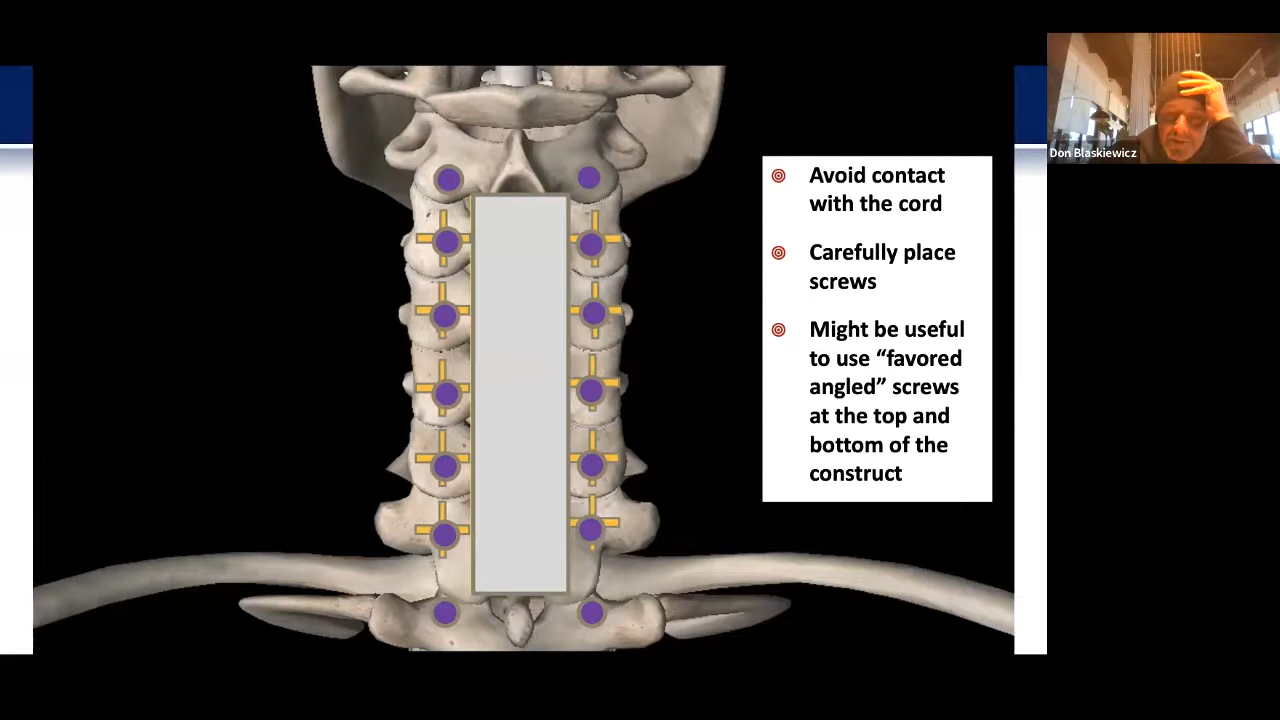 Don Blaskiewicz
Avoid contact
with the cord
Carefully place
screws
Might be useful
to use “favored
angled” screws
at the top and
bottom of the
construct